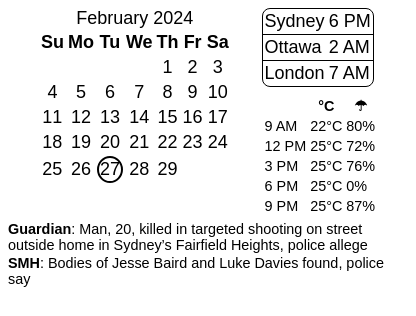 February 2024
Su Mo Tu We Th Fr Sa
1 2 3
4 5 6 7 8 9 10
11 12 13 14 15 16 17
18 19 20 21 22 23 24
25 26 27 28 29
Sydney 6 PM
Ottawa 2 AM
London 7 AM
°C ☂
9 AM 22°C 80%
12 PM 25°C 72%
3 PM 25°C 76%
6 PM 25°C 0%
9 PM 25°C 87%
Guardian: Man, 20, killed in targeted shooting on street
outside home in Sydney’s Fairfield Heights, police allege
SMH: Bodies of Jesse Baird and Luke Davies found, police
say